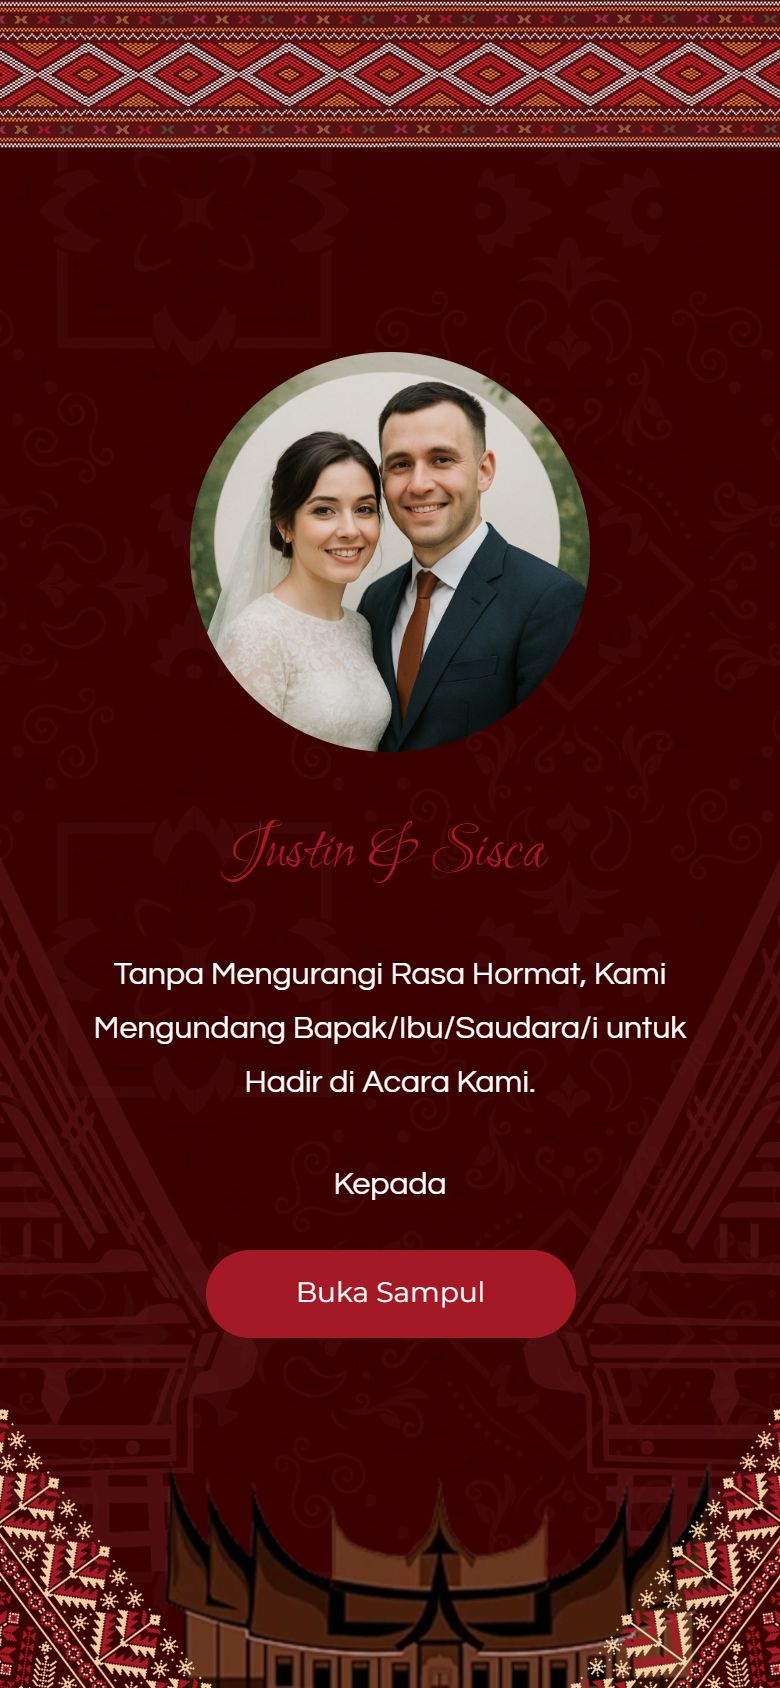 Justin & Sisca
Tanpa Mengurangi Rasa Hormat, Kami
Mengundang Bapak/Ibu/Saudara/i untuk
Hadir di Acara Kami.
Kepada
Buka Sampul